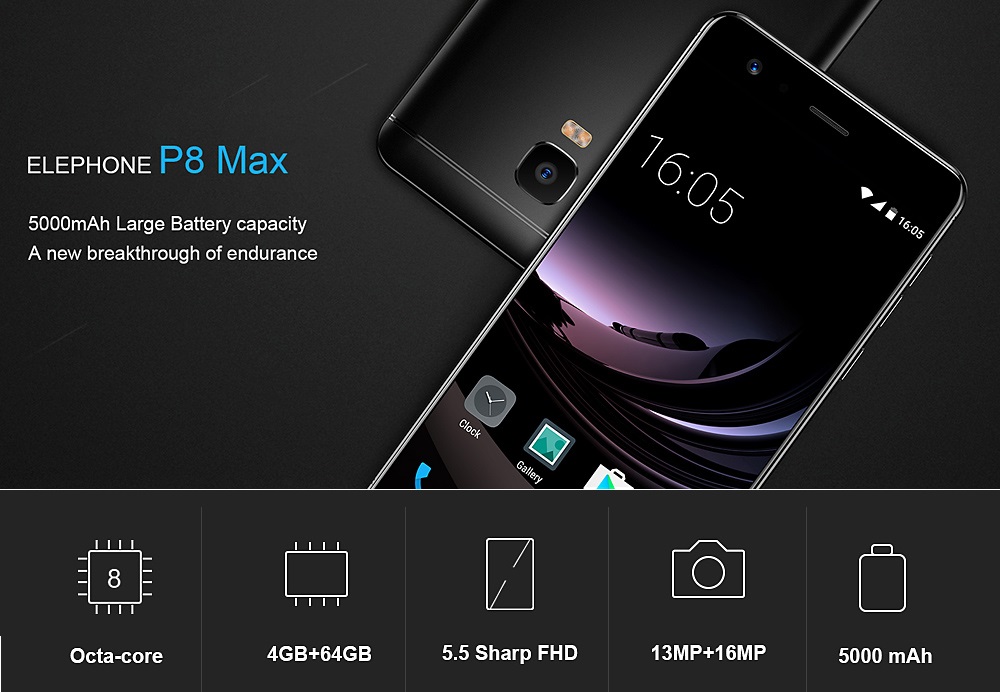 ELEPHONE P8 Max
5000mAh Large Battery capacity
A new breakthrough of endurance
16:05
16:05
Clock
Gallery
8
Octa-core
4GB+64GB
5.5 Sharp FHD
13MP+16MP
5000 mAh